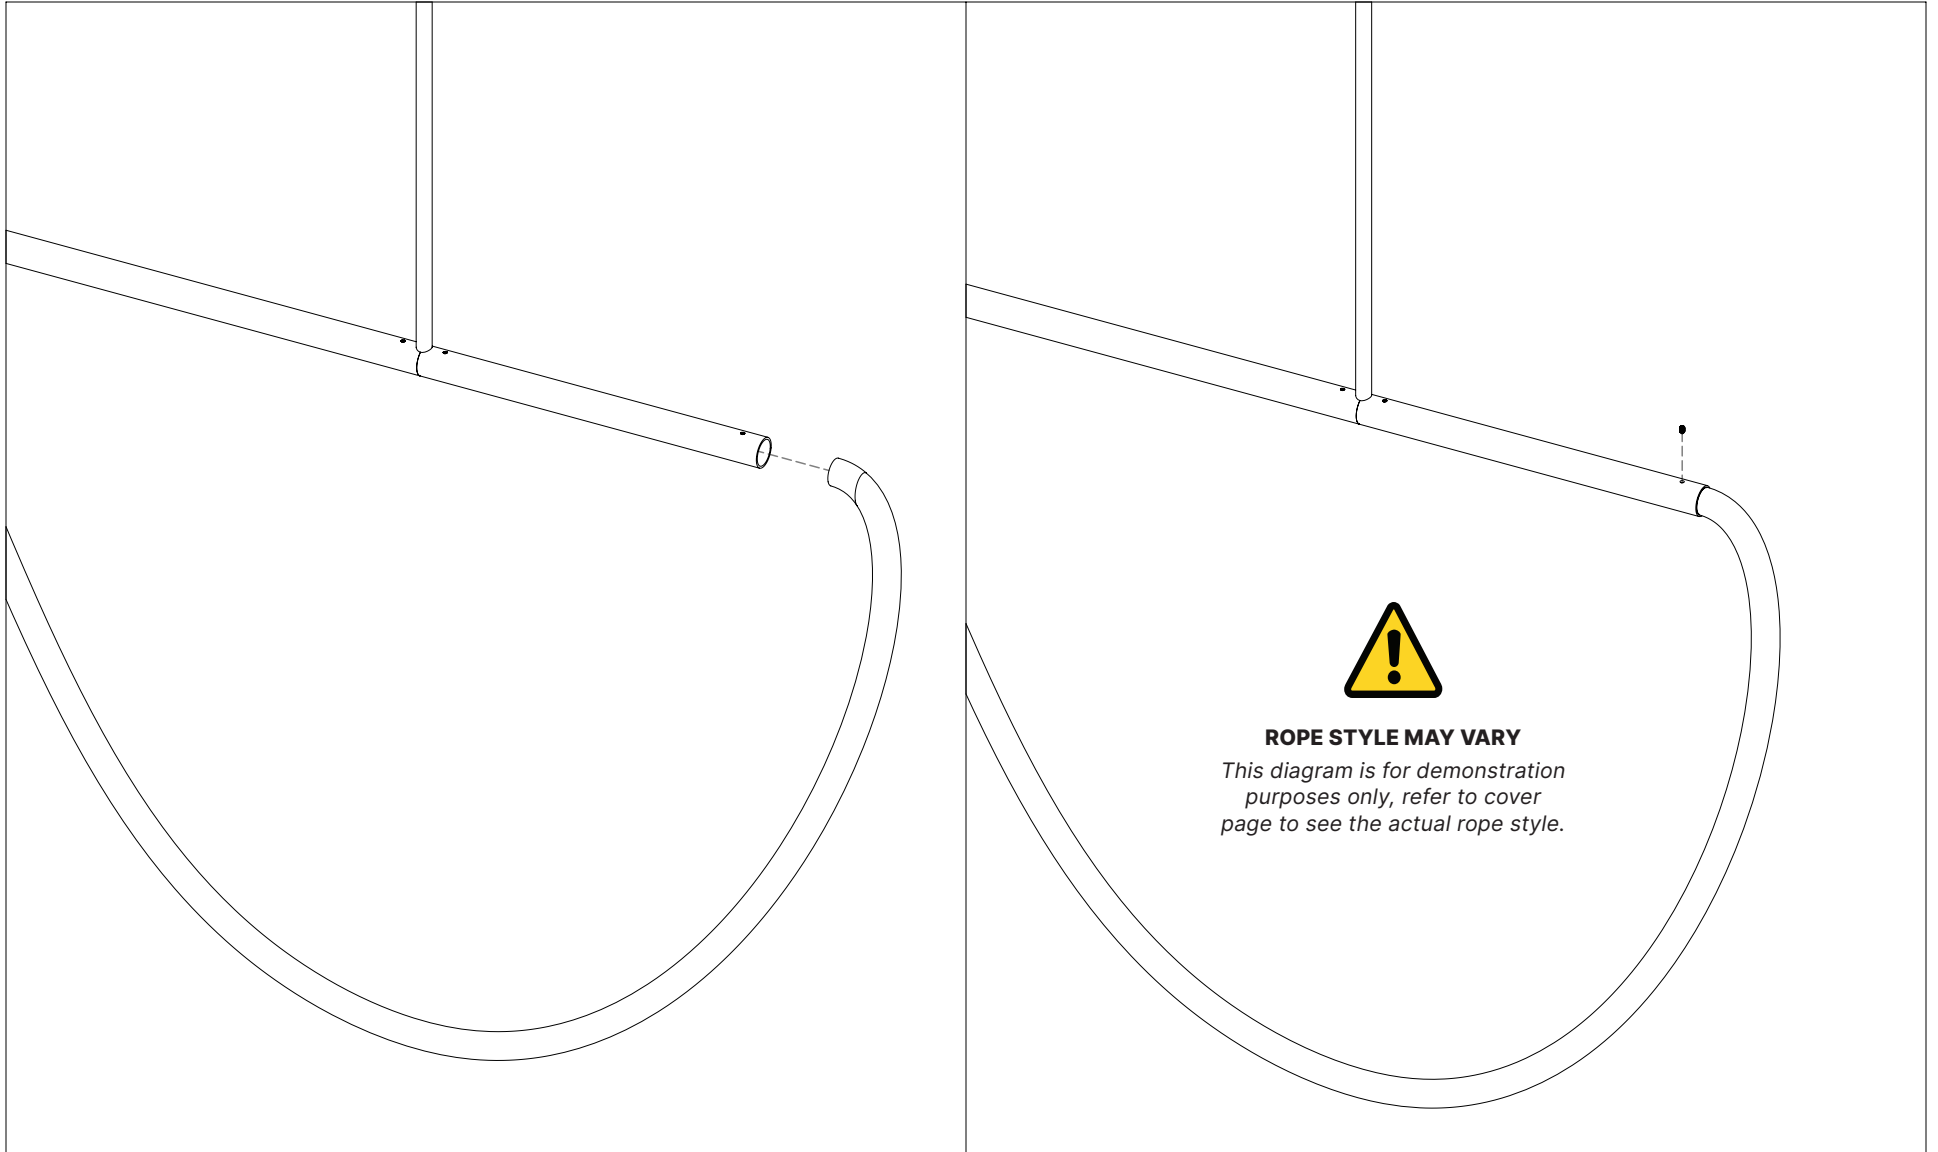 ROPE STYLE MAY VARY
This diagram is for demonstration
purposes only, refer to cover
page to see the actual rope style.